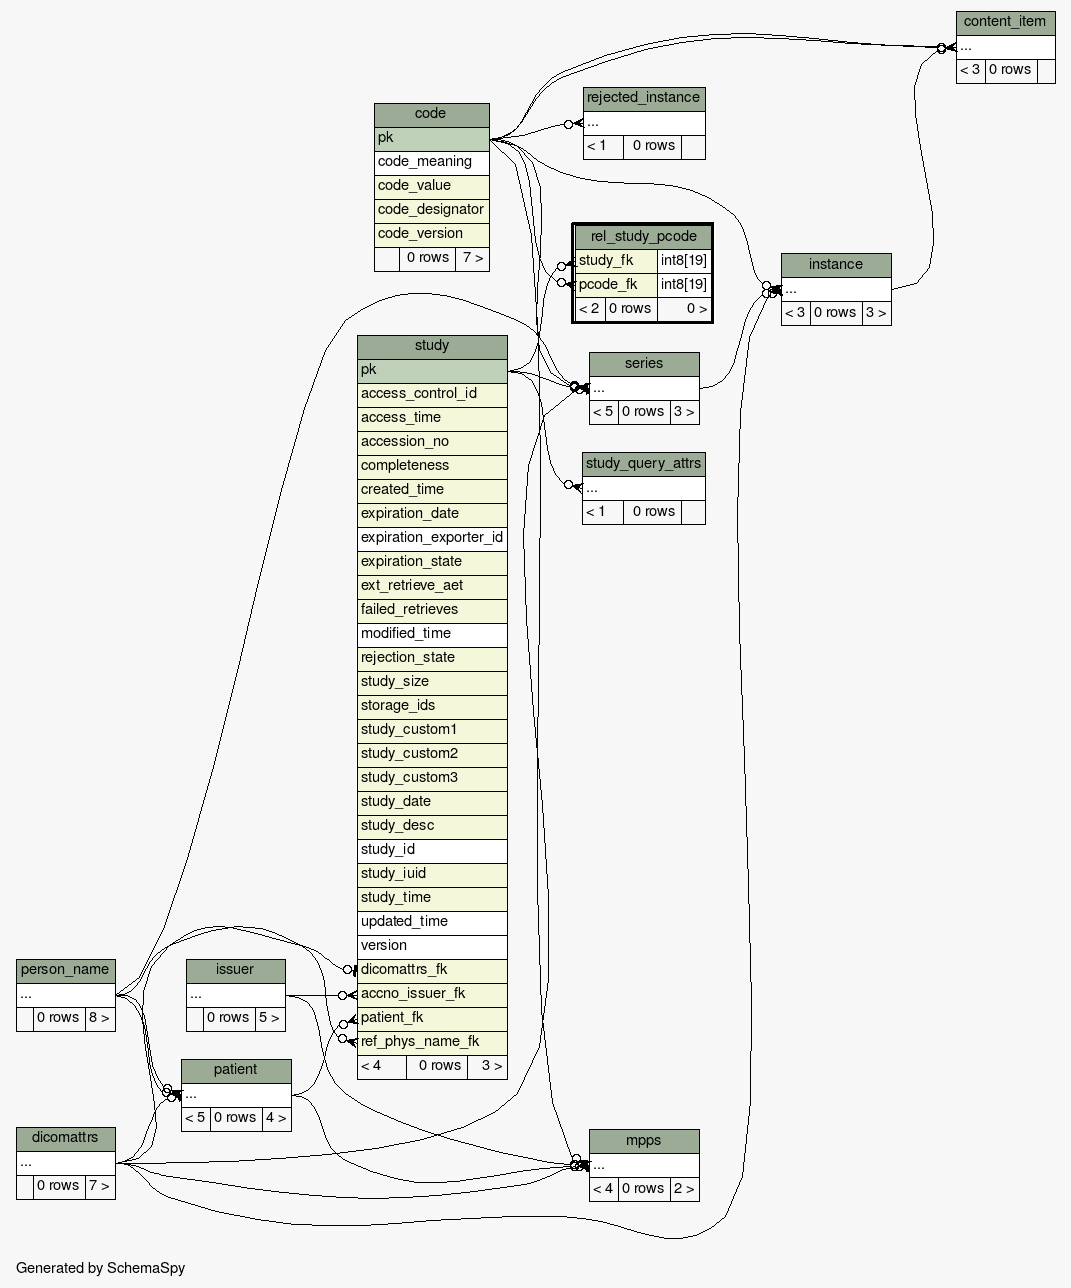 content_item
...
< 3 0 rows
rejected_instance
...
< 1 0 rows
code
pk
code_meaning
code_value
code_designator
code_version
0 rows 7 >
rel_study_pcode
study_fk int8[19]
pcode_fk int8[19]
< 2 0 rows 0 >
instance
...
< 3 0 rows 3 >
study
pk
access_control_id
access_time
accession_no
completeness
created_time
expiration_date
expiration_exporter_id
expiration_state
ext_retrieve_aet
failed_retrieves
modified_time
rejection_state
study_size
storage_ids
study_custom1
study_custom2
study_custom3
study_date
study_desc
study_id
study_iuid
study_time
updated_time
version
dicomattrs_fk
accno_issuer_fk
patient_fk
ref_phys_name_fk
< 4 0 rows 3 >
series
...
< 5 0 rows 3 >
study_query_attrs
...
< 1 0 rows
person_name
...
0 rows 8 >
issuer
...
0 rows 5 >
patient
...
< 5 0 rows 4 >
dicomattrs
...
0 rows 7 >
mpps
...
< 4 0 rows 2 >
Generated by SchemaSpy